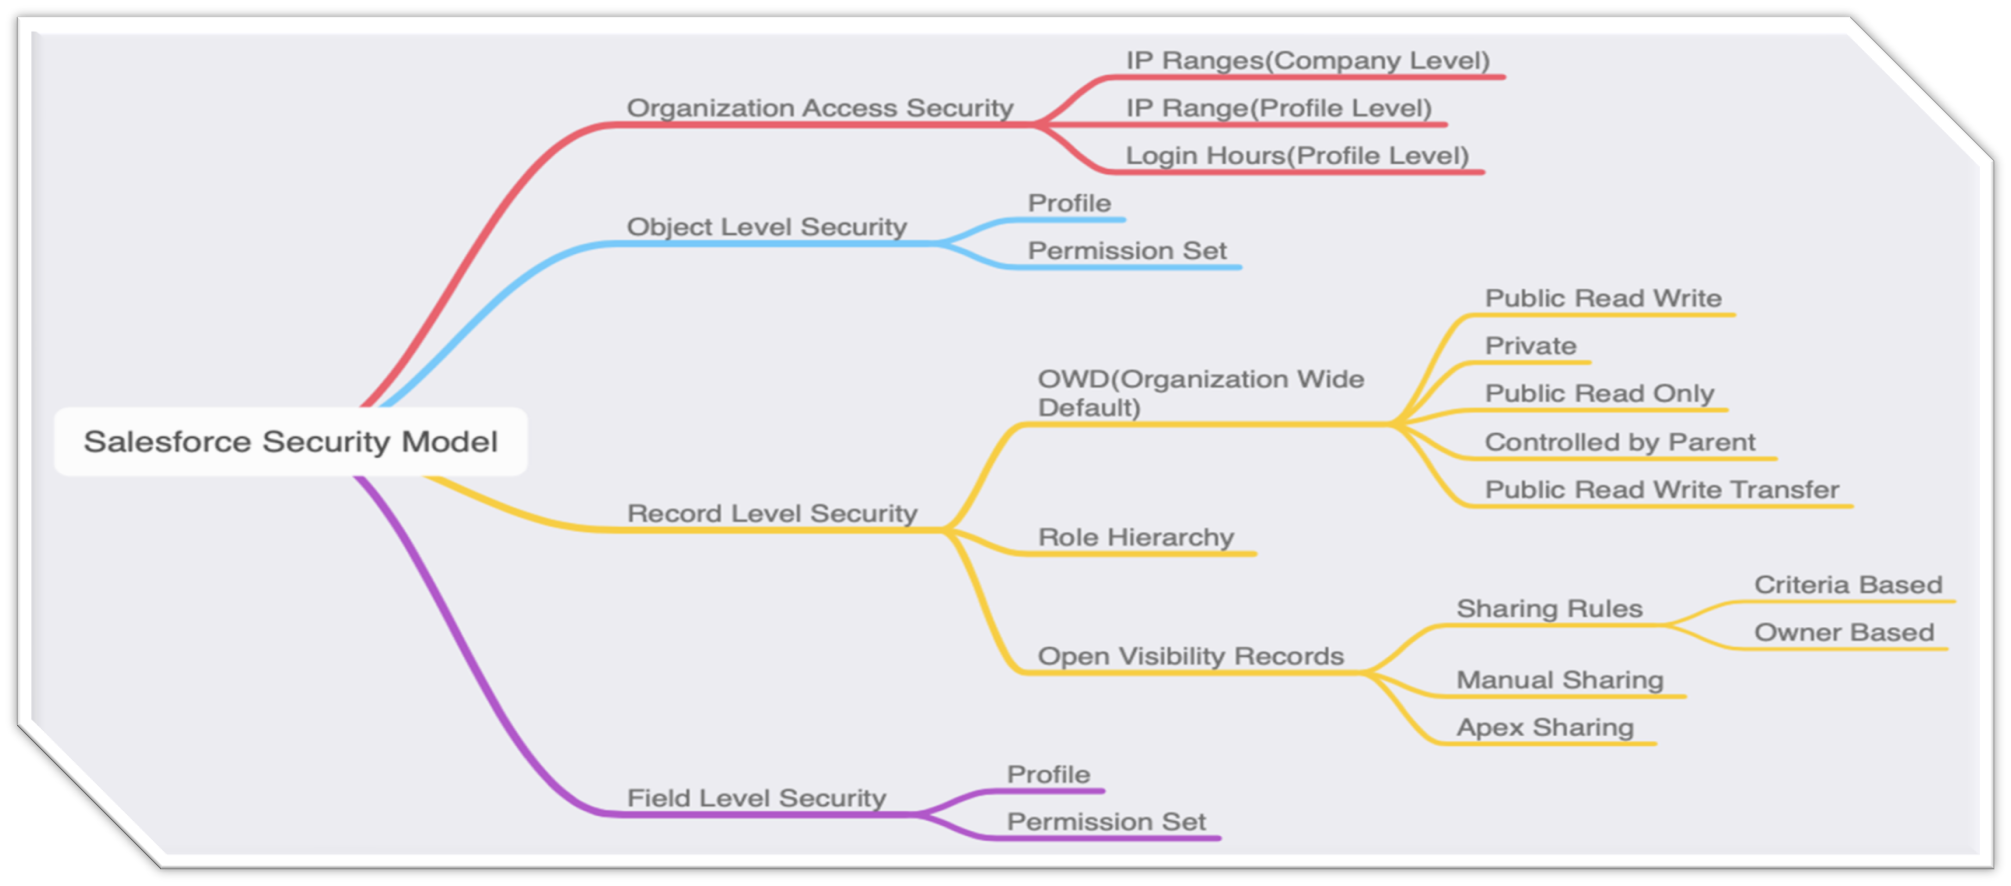 Salesforce Security Model
Organization Access Security
IP Ranges(Company Level)
IP Range(Profile Level)
Login Hours(Profile Level)
Object Level Security
Profile
Permission Set
Record Level Security
OWD(Organization Wide
Default)
Public Read Write
Private
Public Read Only
Controlled by Parent
Public Read Write Transfer
Role Hierarchy
Open Visibility Records
Sharing Rules
Criteria Based
Owner Based
Manual Sharing
Apex Sharing
Field Level Security
Profile
Permission Set